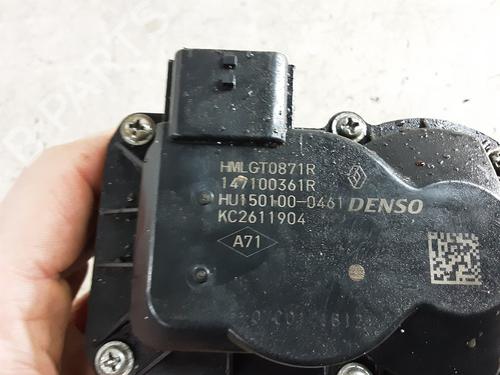 HMLGT0871R
147100361R
HU150100-0461
DENSO
KC2611904
A71